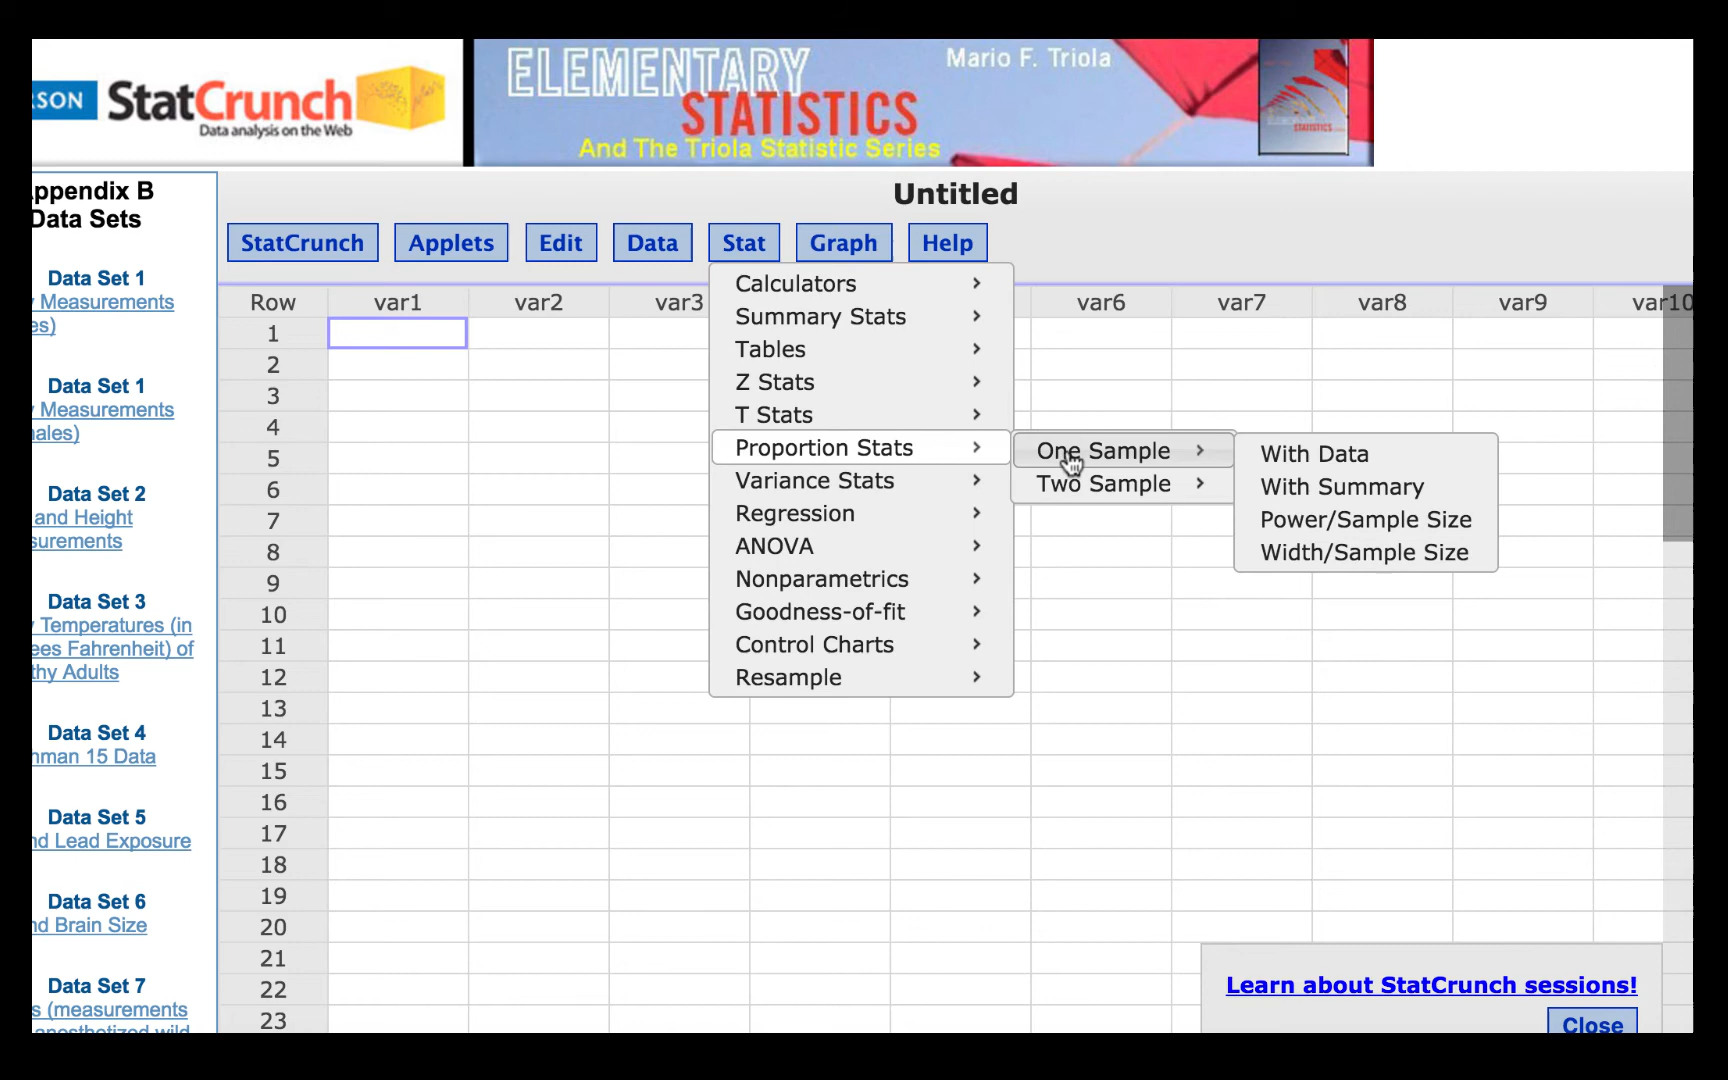 ELEMENTARY
STATISTICS
And The Triola Statistic Series
Mario F. Triola
STATISTICS
RSON StatCrunch
Data analysis on the Web
ppendix B
Data Sets
Data Set 1
Measurements
es)
Data Set 1
Measurements
nales)
Data Set 2
and Height
surements
Data Set 3
y Temperatures (in
ees Fahrenheit) of
thy Adults
Data Set 4
hman 15 Data
Data Set 5
nd Lead Exposure
Data Set 6
nd Brain Size
Data Set 7
s (measurements
anesthetized wild
Untitled
StatCrunch Applets Edit Data Stat Graph Help
Row var1 var2 var3 var6 var7 var8 var9 var10
1
2
3
4
5
6
7
8
9
10
11
12
13
14
15
16
17
18
19
20
21
22
23
Calculators
Summary Stats
Tables
Z Stats
T Stats
Proportion Stats
Variance Stats
Regression
ANOVA
Nonparametrics
Goodness-of-fit
Control Charts
Resample
One Sample
Two Sample
With Data
With Summary
Power/Sample Size
Width/Sample Size
Learn about StatCrunch sessions!
Close